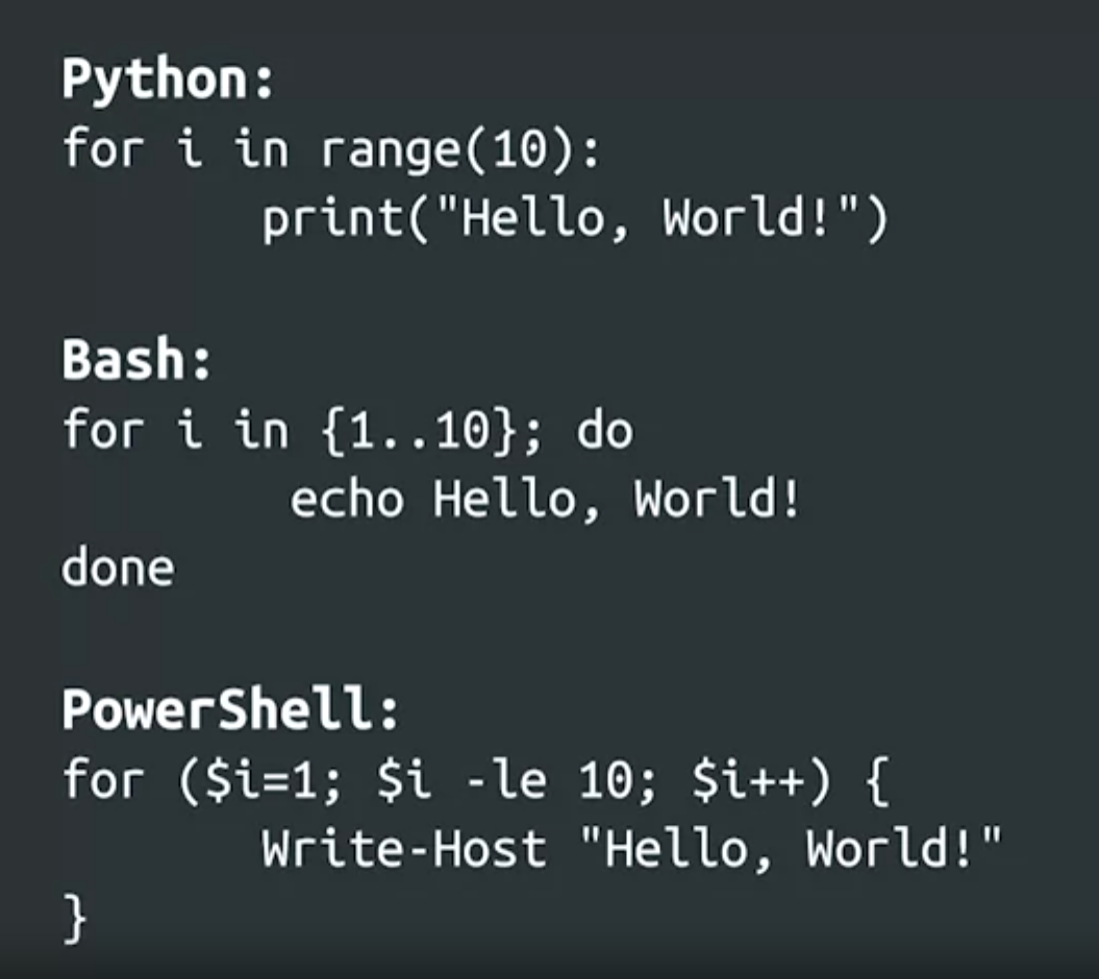 Python:
for i in range(10):
        print("Hello, World!")
Bash:
for i in {1..10}; do
        echo Hello, World!
done
PowerShell:
for ($i=1; $i -le 10; $i++) {
        Write-Host "Hello, World!"
}